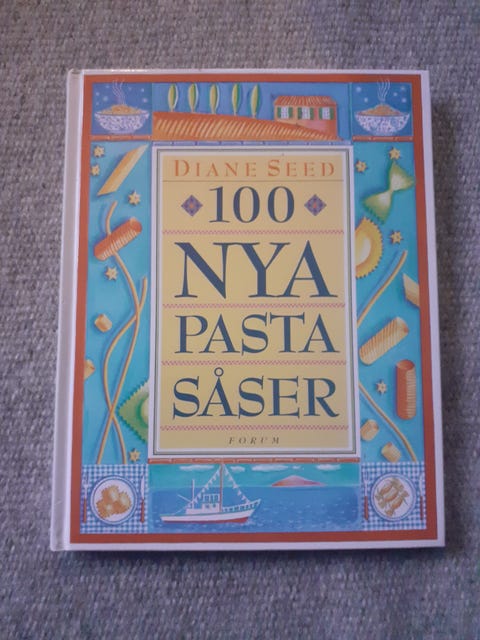 DIANE SEED
100
NYA
PASTA
SÅSER
FORUM